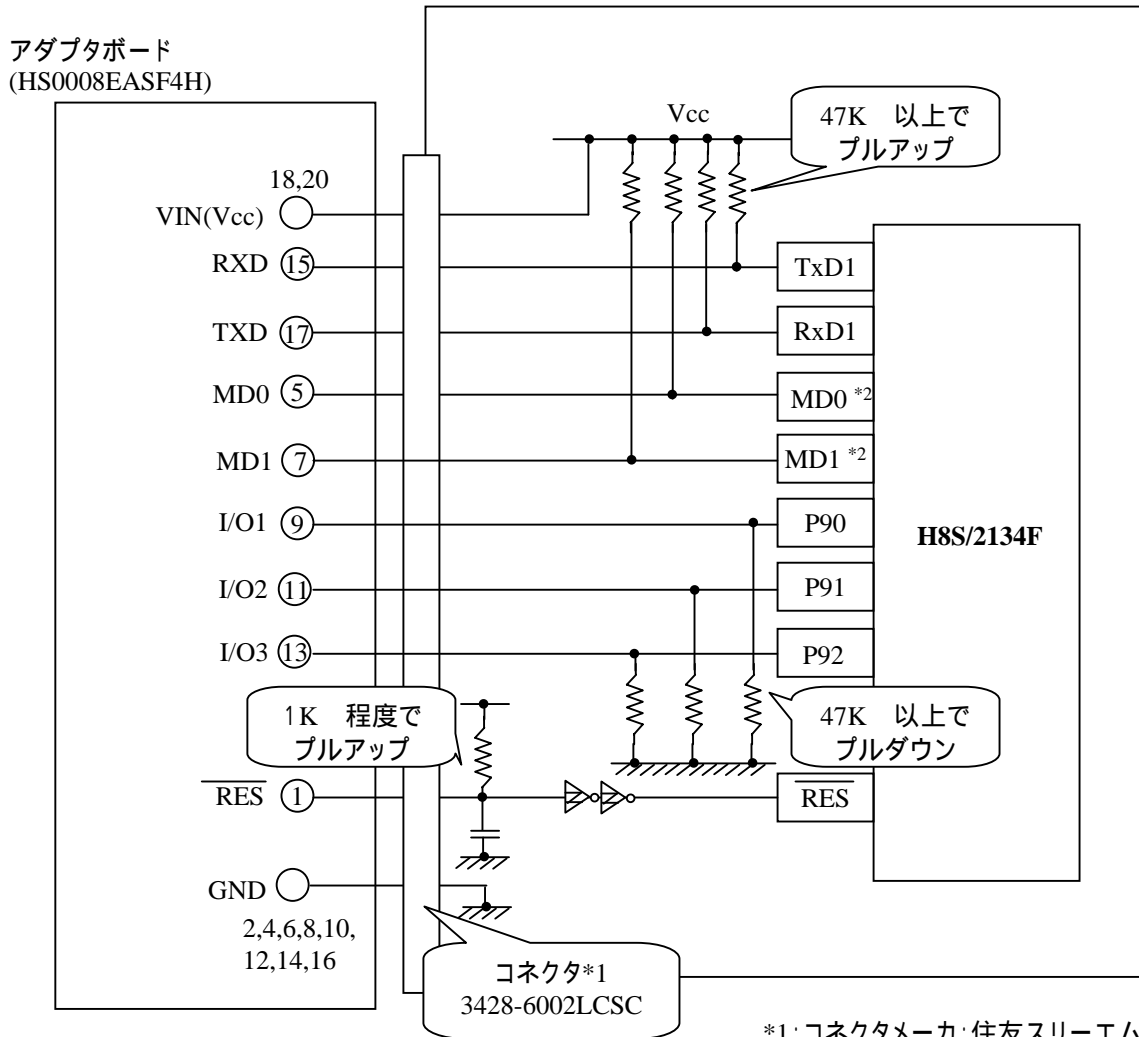 アダプタボード
(HS0008EASF4H)
Vcc
47K 以上で
プルアップ
18,20
VIN(Vcc)
RXD 15
TxD1
TXD 17
RxD1
MD0 5
MD0 *2
MD1 7
MD1 *2
I/O1 9
P90
H8S/2134F
I/O2 11
P91
I/O3 13
P92
1K 程度で
プルアップ
47K 以上で
プルダウン
RES 1
RES
GND
2,4,6,8,10,
12,14,16
コネクタ*1
3428-6002LCSC
*1:コネクタメーカ:住友スリーエム